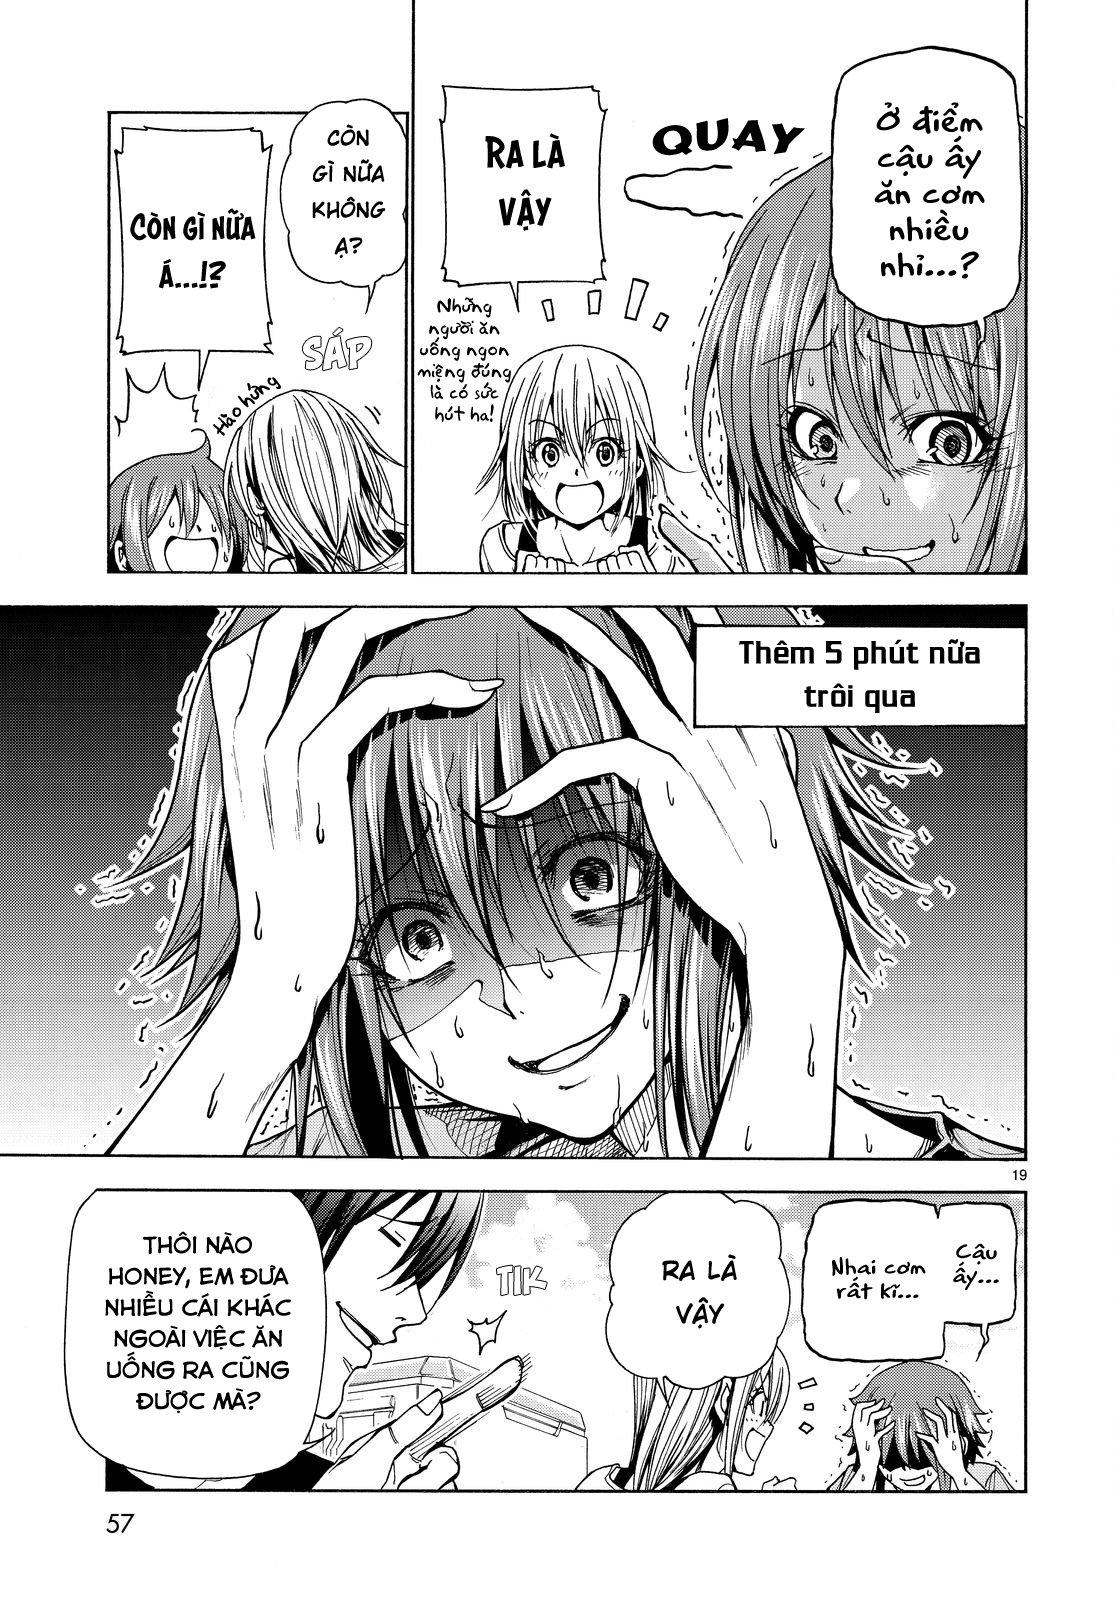 Ở điểm
cậu ấy
ăn cơm
nhiều
nhỉ...?
QUAY
RA LÀ
VẬY
Những
người ăn
uống ngon
miệng đúng
là có sức
hút ha!
CÒN
GÌ NỮA
KHÔNG
Ạ?
SÁP
CÒN GÌ NỮA
Á...!?
Hào hứng
Thêm 5 phút nữa
trôi qua
19
Cậu
ấy...
Nhai cơm
rất kĩ...
RA LÀ
VẬY
TIK
THÔI NÀO
HONEY, EM ĐƯA
NHIỀU CÁI KHÁC
NGOÀI VIỆC ĂN
UỐNG RA CŨNG
ĐƯỢC MÀ?
57